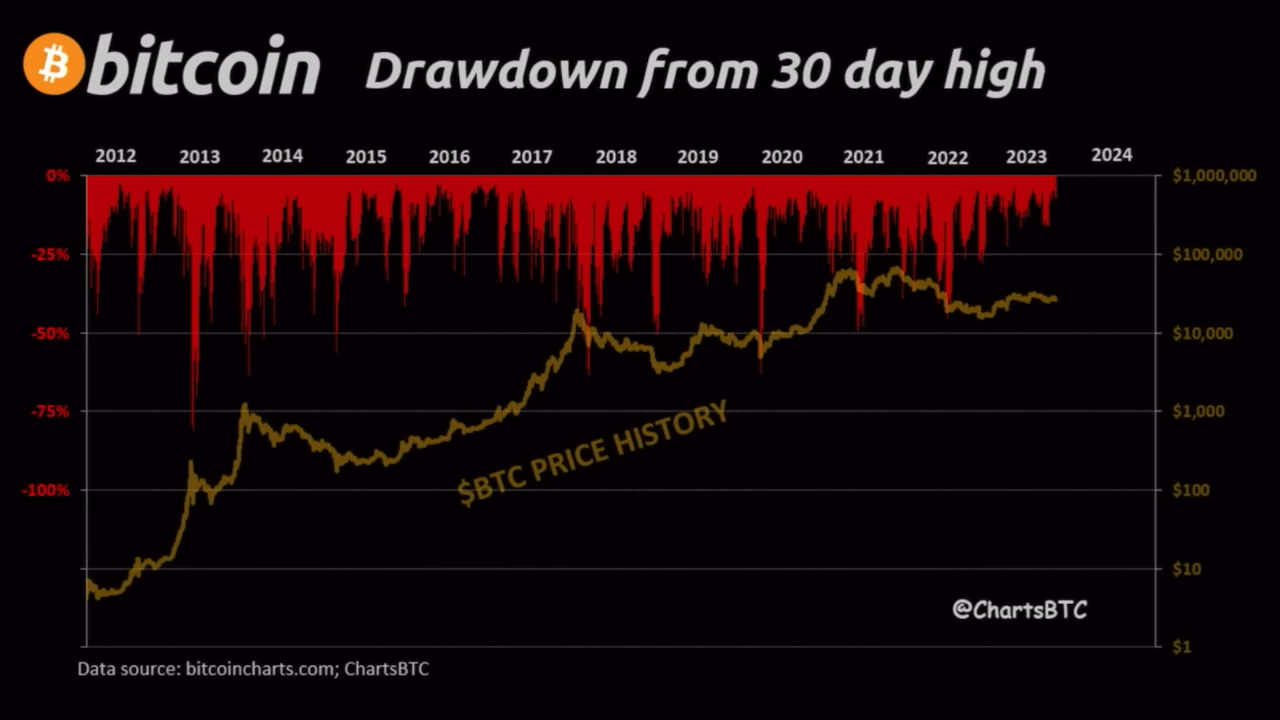 bitcoin Drawdown from 30 day high
2012 2013 2014 2015 2016 2017 2018 2019 2020 2021 2022 2023 2024
0% $1,000,000
-25% $100,000
-50% $10,000
-75% $1,000
$BTC PRICE HISTORY
-100% $100
$10
@ChartsBTC
$1
Data source: bitcoincharts.com; ChartsBTC